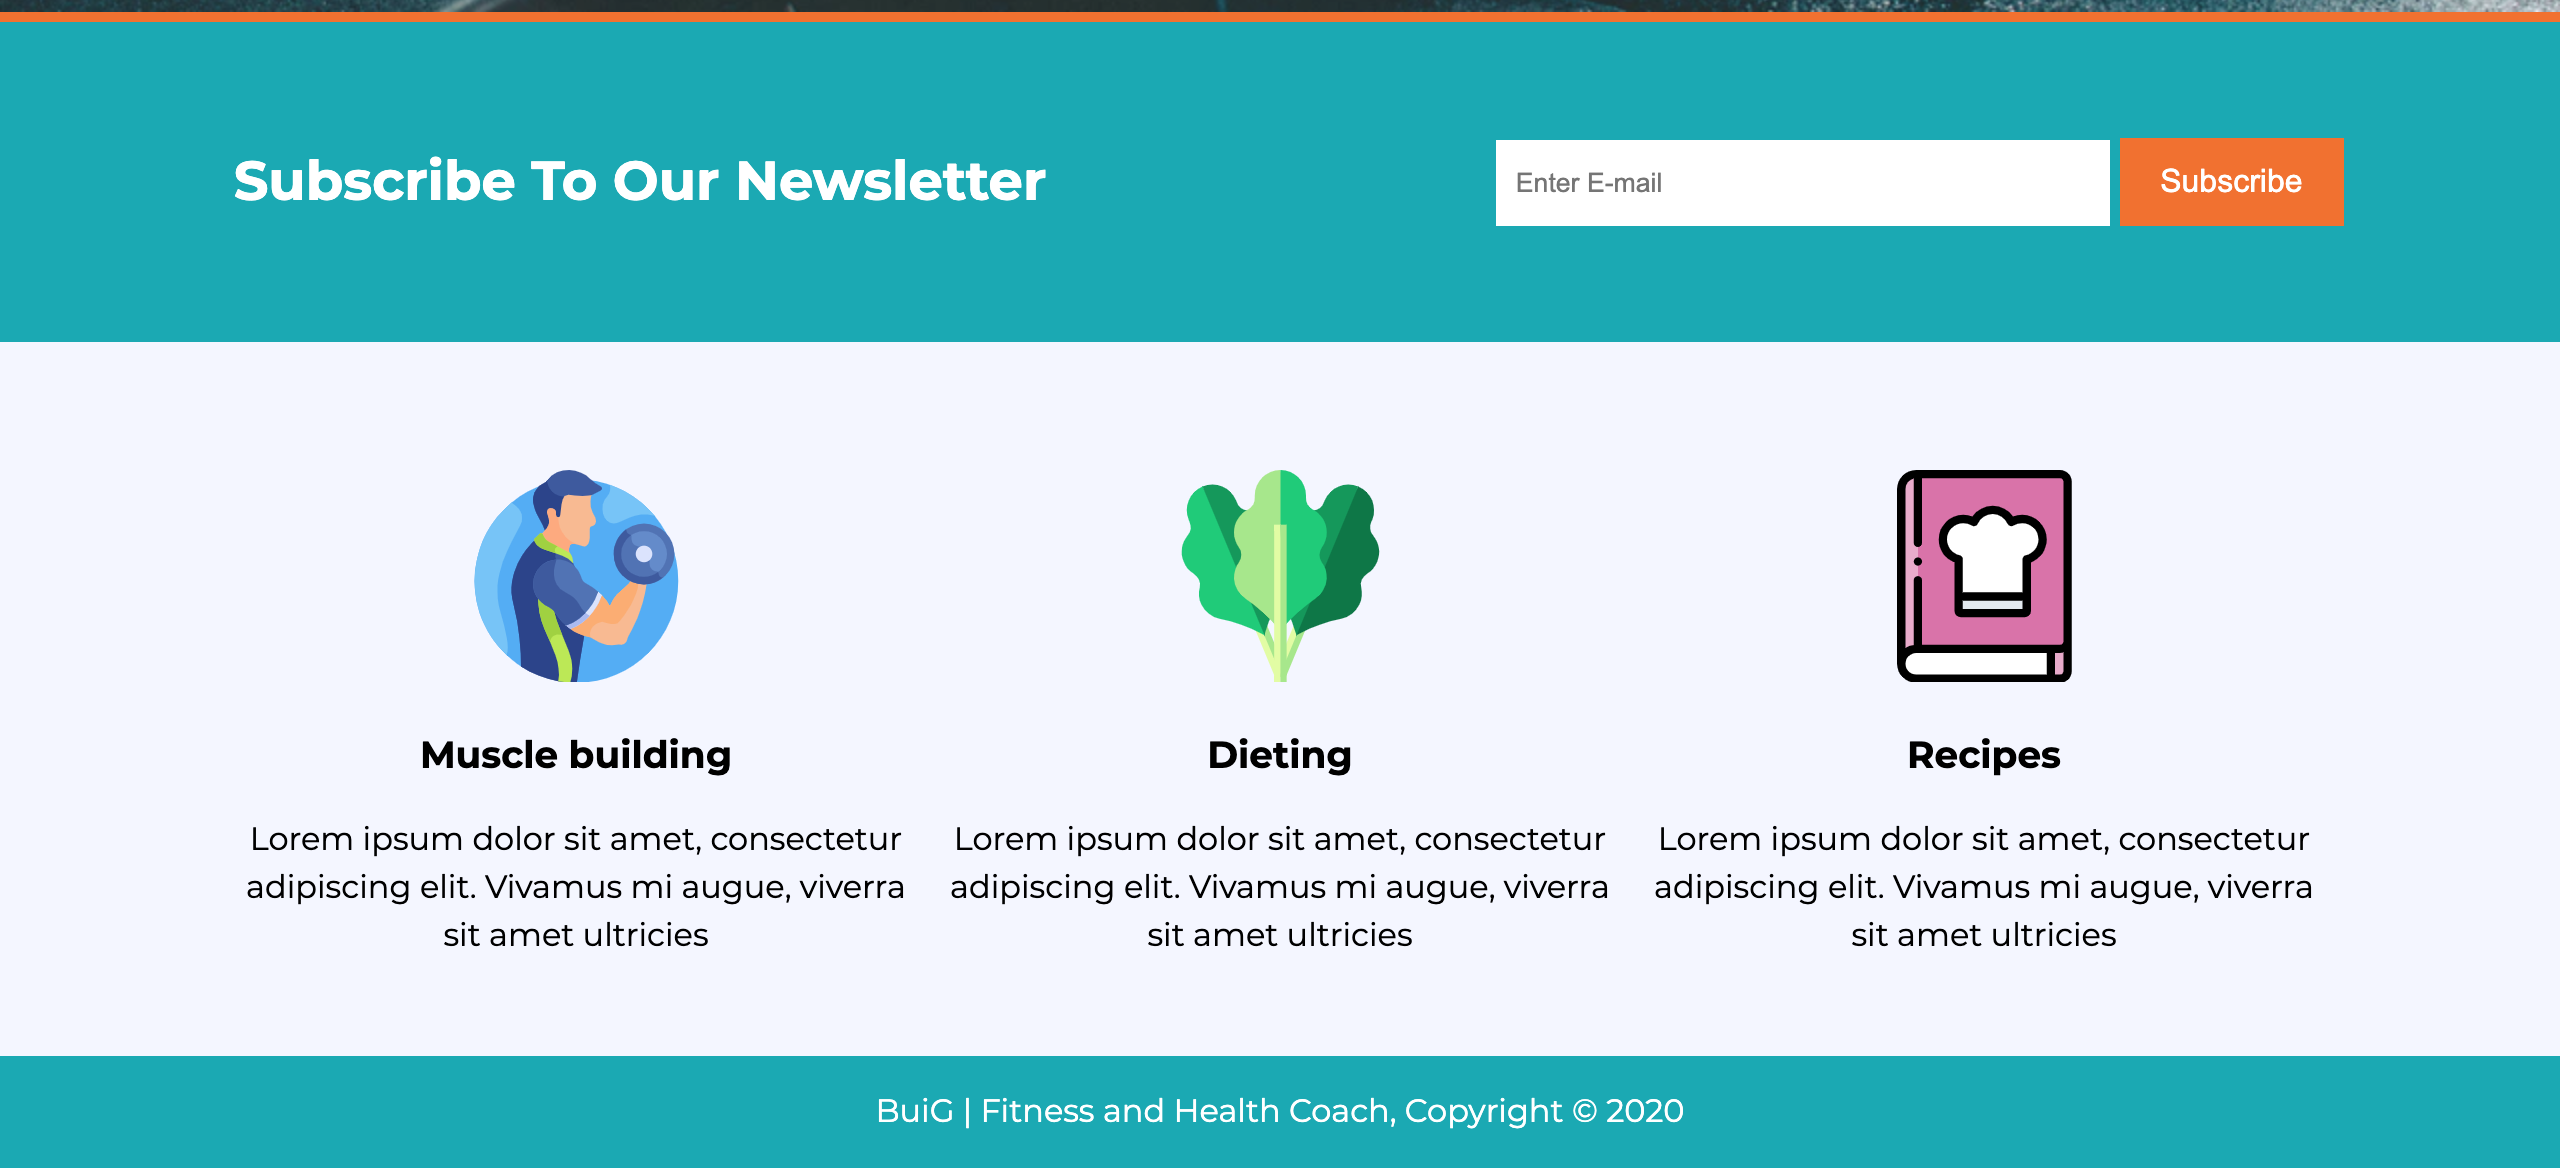 Subscribe To Our Newsletter
Enter E-mail
Subscribe
Muscle building
Lorem ipsum dolor sit amet, consectetur
adipiscing elit. Vivamus mi augue, viverra
sit amet ultricies
Dieting
Lorem ipsum dolor sit amet, consectetur
adipiscing elit. Vivamus mi augue, viverra
sit amet ultricies
Recipes
Lorem ipsum dolor sit amet, consectetur
adipiscing elit. Vivamus mi augue, viverra
sit amet ultricies
BuiG | Fitness and Health Coach, Copyright © 2020